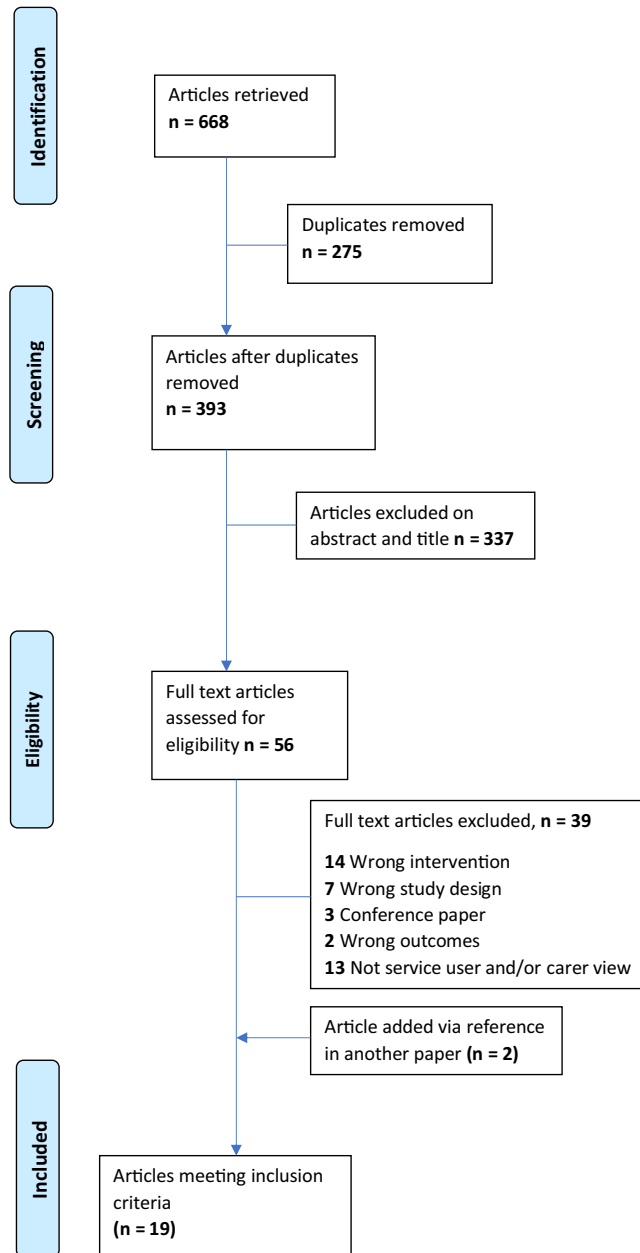 Identification
Articles retrieved
n = 668
Duplicates removed
n = 275
Screening
Articles after duplicates
removed
n = 393
Articles excluded on
abstract and title n = 337
Eligibility
Full text articles
assessed for
eligibility n = 56
Full text articles excluded, n = 39
14 Wrong intervention
7 Wrong study design
3 Conference paper
2 Wrong outcomes
13 Not service user and/or carer view
Article added via reference
in another paper (n = 2)
Included
Articles meeting inclusion
criteria
(n = 19)